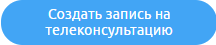 Создать запись на
телеконсультацию